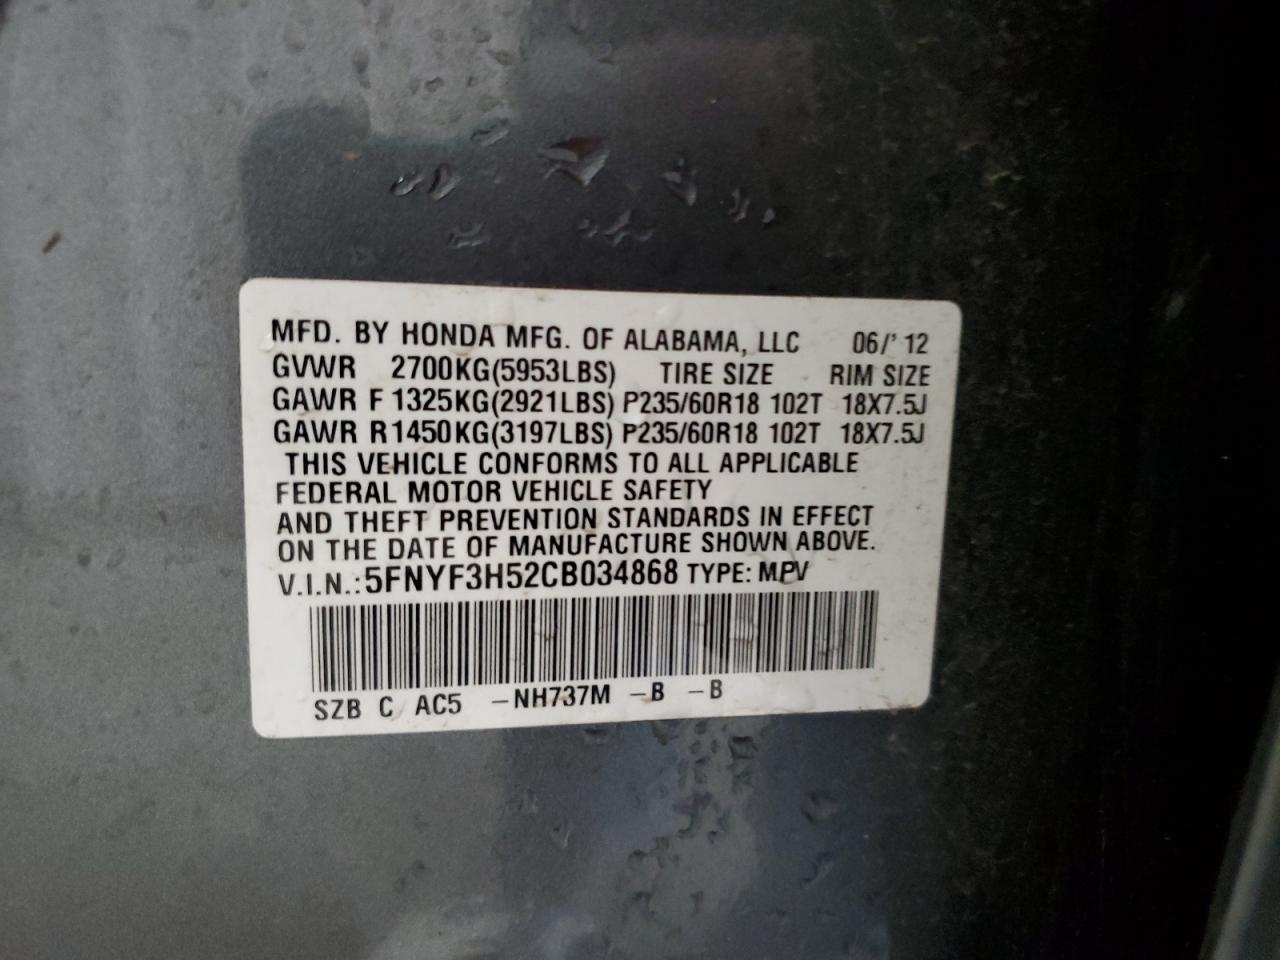 MFD. BY HONDA MFG. OF ALABAMA, LLC 06/' 12
GVWR 2700KG(5953LBS) TIRE SIZE RIM SIZE
GAWR F 1325KG(2921LBS) P235/60R18 102T 18X7.5J
GAWR R1450KG(3197LBS) P235/60R18 102T 18X7.5J
THIS VEHICLE CONFORMS TO ALL APPLICABLE
FEDERAL MOTOR VEHICLE SAFETY
AND THEFT PREVENTION STANDARDS IN EFFECT
ON THE DATE OF MANUFACTURE SHOWN ABOVE.
V.I.N.:5FNYF3H52CB034868 TYPE: MPV
SZB C AC5 -NH737M -B -B